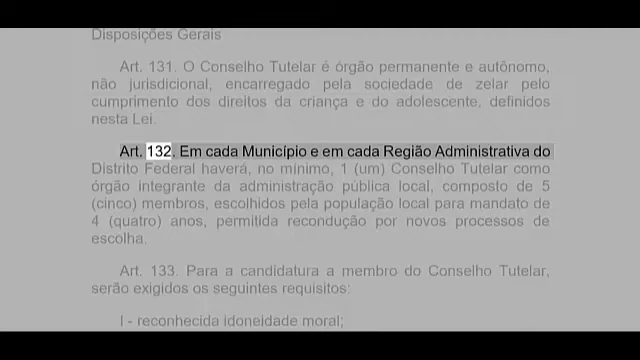 Disposições Gerais
Art. 131. O Conselho Tutelar é órgão permanente e autônomo,
não jurisdicional, encarregado pela sociedade de zelar pelo
cumprimento dos direitos da criança e do adolescente, definidos
nesta Lei.
Art. 132. Em cada Município e em cada Região Administrativa do
Distrito Federal haverá, no mínimo, 1 (um) Conselho Tutelar como
órgão integrante da administração pública local, composto de 5
(cinco) membros, escolhidos pela população local para mandato de
4 (quatro) anos, permitida recondução por novos processos de
escolha.
Art. 133. Para a candidatura a membro do Conselho Tutelar,
serão exigidos os seguintes requisitos:
I - reconhecida idoneidade moral;